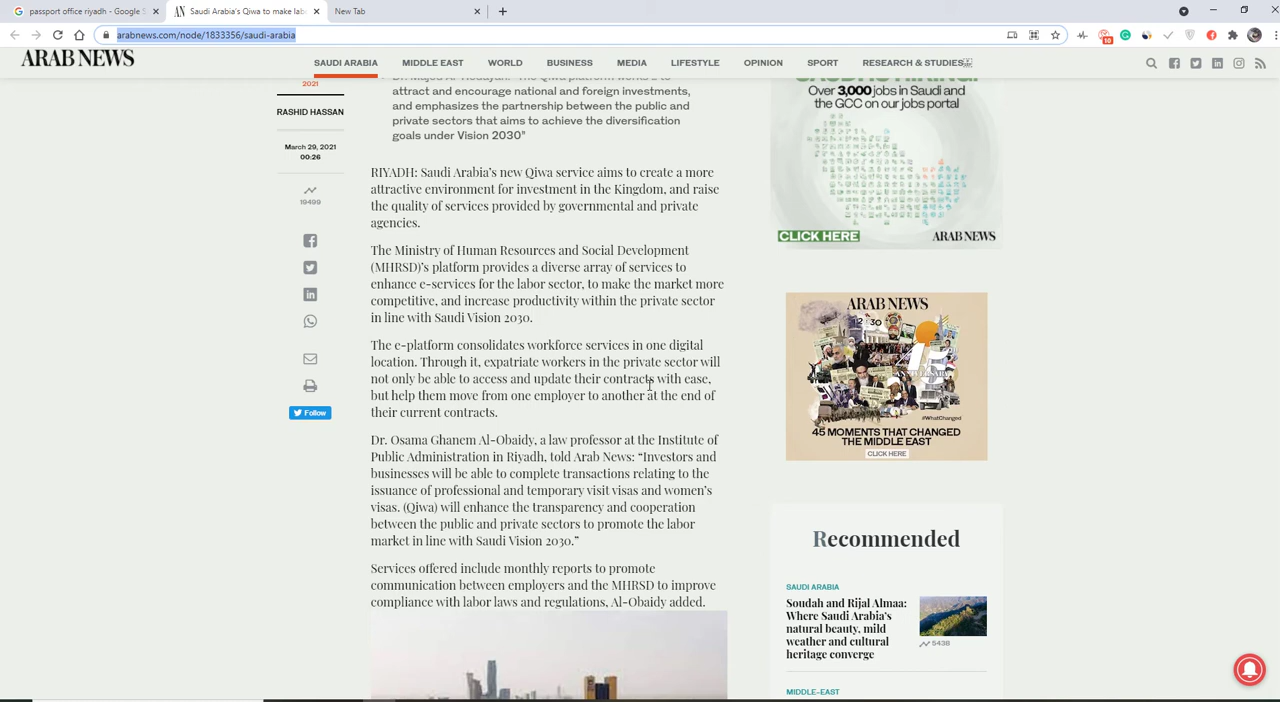 passport office riyadh - Google S
Saudi Arabia's Qiwa to make lab
New Tab
arabnews.com/node/1833356/saudi-arabia
10
ARAB NEWS
SAUDI ARABIA
MIDDLE EAST
WORLD
BUSINESS
MEDIA
LIFESTYLE
OPINION
SPORT
RESEARCH & STUDIES
2021
RASHID HASSAN
March 29, 2021
00:26
19499
Follow
attract and encourage national and foreign investments,
and emphasizes the partnership between the public and
private sectors that aims to achieve the diversification
goals under Vision 2030"
RIYADH: Saudi Arabia's new Qiwa service aims to create a more
attractive environment for investment in the Kingdom, and raise
the quality of services provided by governmental and private
agencies.
The Ministry of Human Resources and Social Development
(MHRSD)'s platform provides a diverse array of services to
enhance e-services for the labor sector, to make the market more
competitive, and increase productivity within the private sector
in line with Saudi Vision 2030.
The e-platform consolidates workforce services in one digital
location. Through it, expatriate workers in the private sector will
not only be able to access and update their contracts with ease,
but help them move from one employer to another at the end of
their current contracts.
Dr. Osama Ghanem Al-Obaidy, a law professor at the Institute of
Public Administration in Riyadh, told Arab News: “Investors and
businesses will be able to complete transactions relating to the
issuance of professional and temporary visit visas and women's
visas. (Qiwa) will enhance the transparency and cooperation
between the public and private sectors to promote the labor
market in line with Saudi Vision 2030.”
Services offered include monthly reports to promote
communication between employers and the MHRSD to improve
compliance with labor laws and regulations, Al-Obaidy added.
Over 3,000 jobs in Saudi and
the GCC on our jobs portal
CLICK HERE
ARAB NEWS
ARAB NEWS
#WhatChanged
45 MOMENTS THAT CHANGED
THE MIDDLE EAST
CLICK HERE
Recommended
SAUDI ARABIA
Soudah and Rijal Almaa:
Where Saudi Arabia's
natural beauty, mild
weather and cultural
heritage converge
5438
MIDDLE-EAST